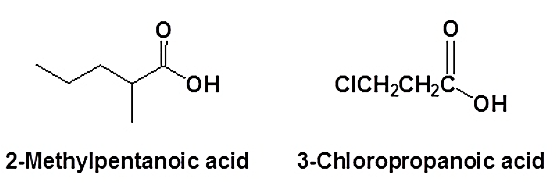 O
OH
2-Methylpentanoic acid
O
ClCH₂CH₂C
OH
3-Chloropropanoic acid